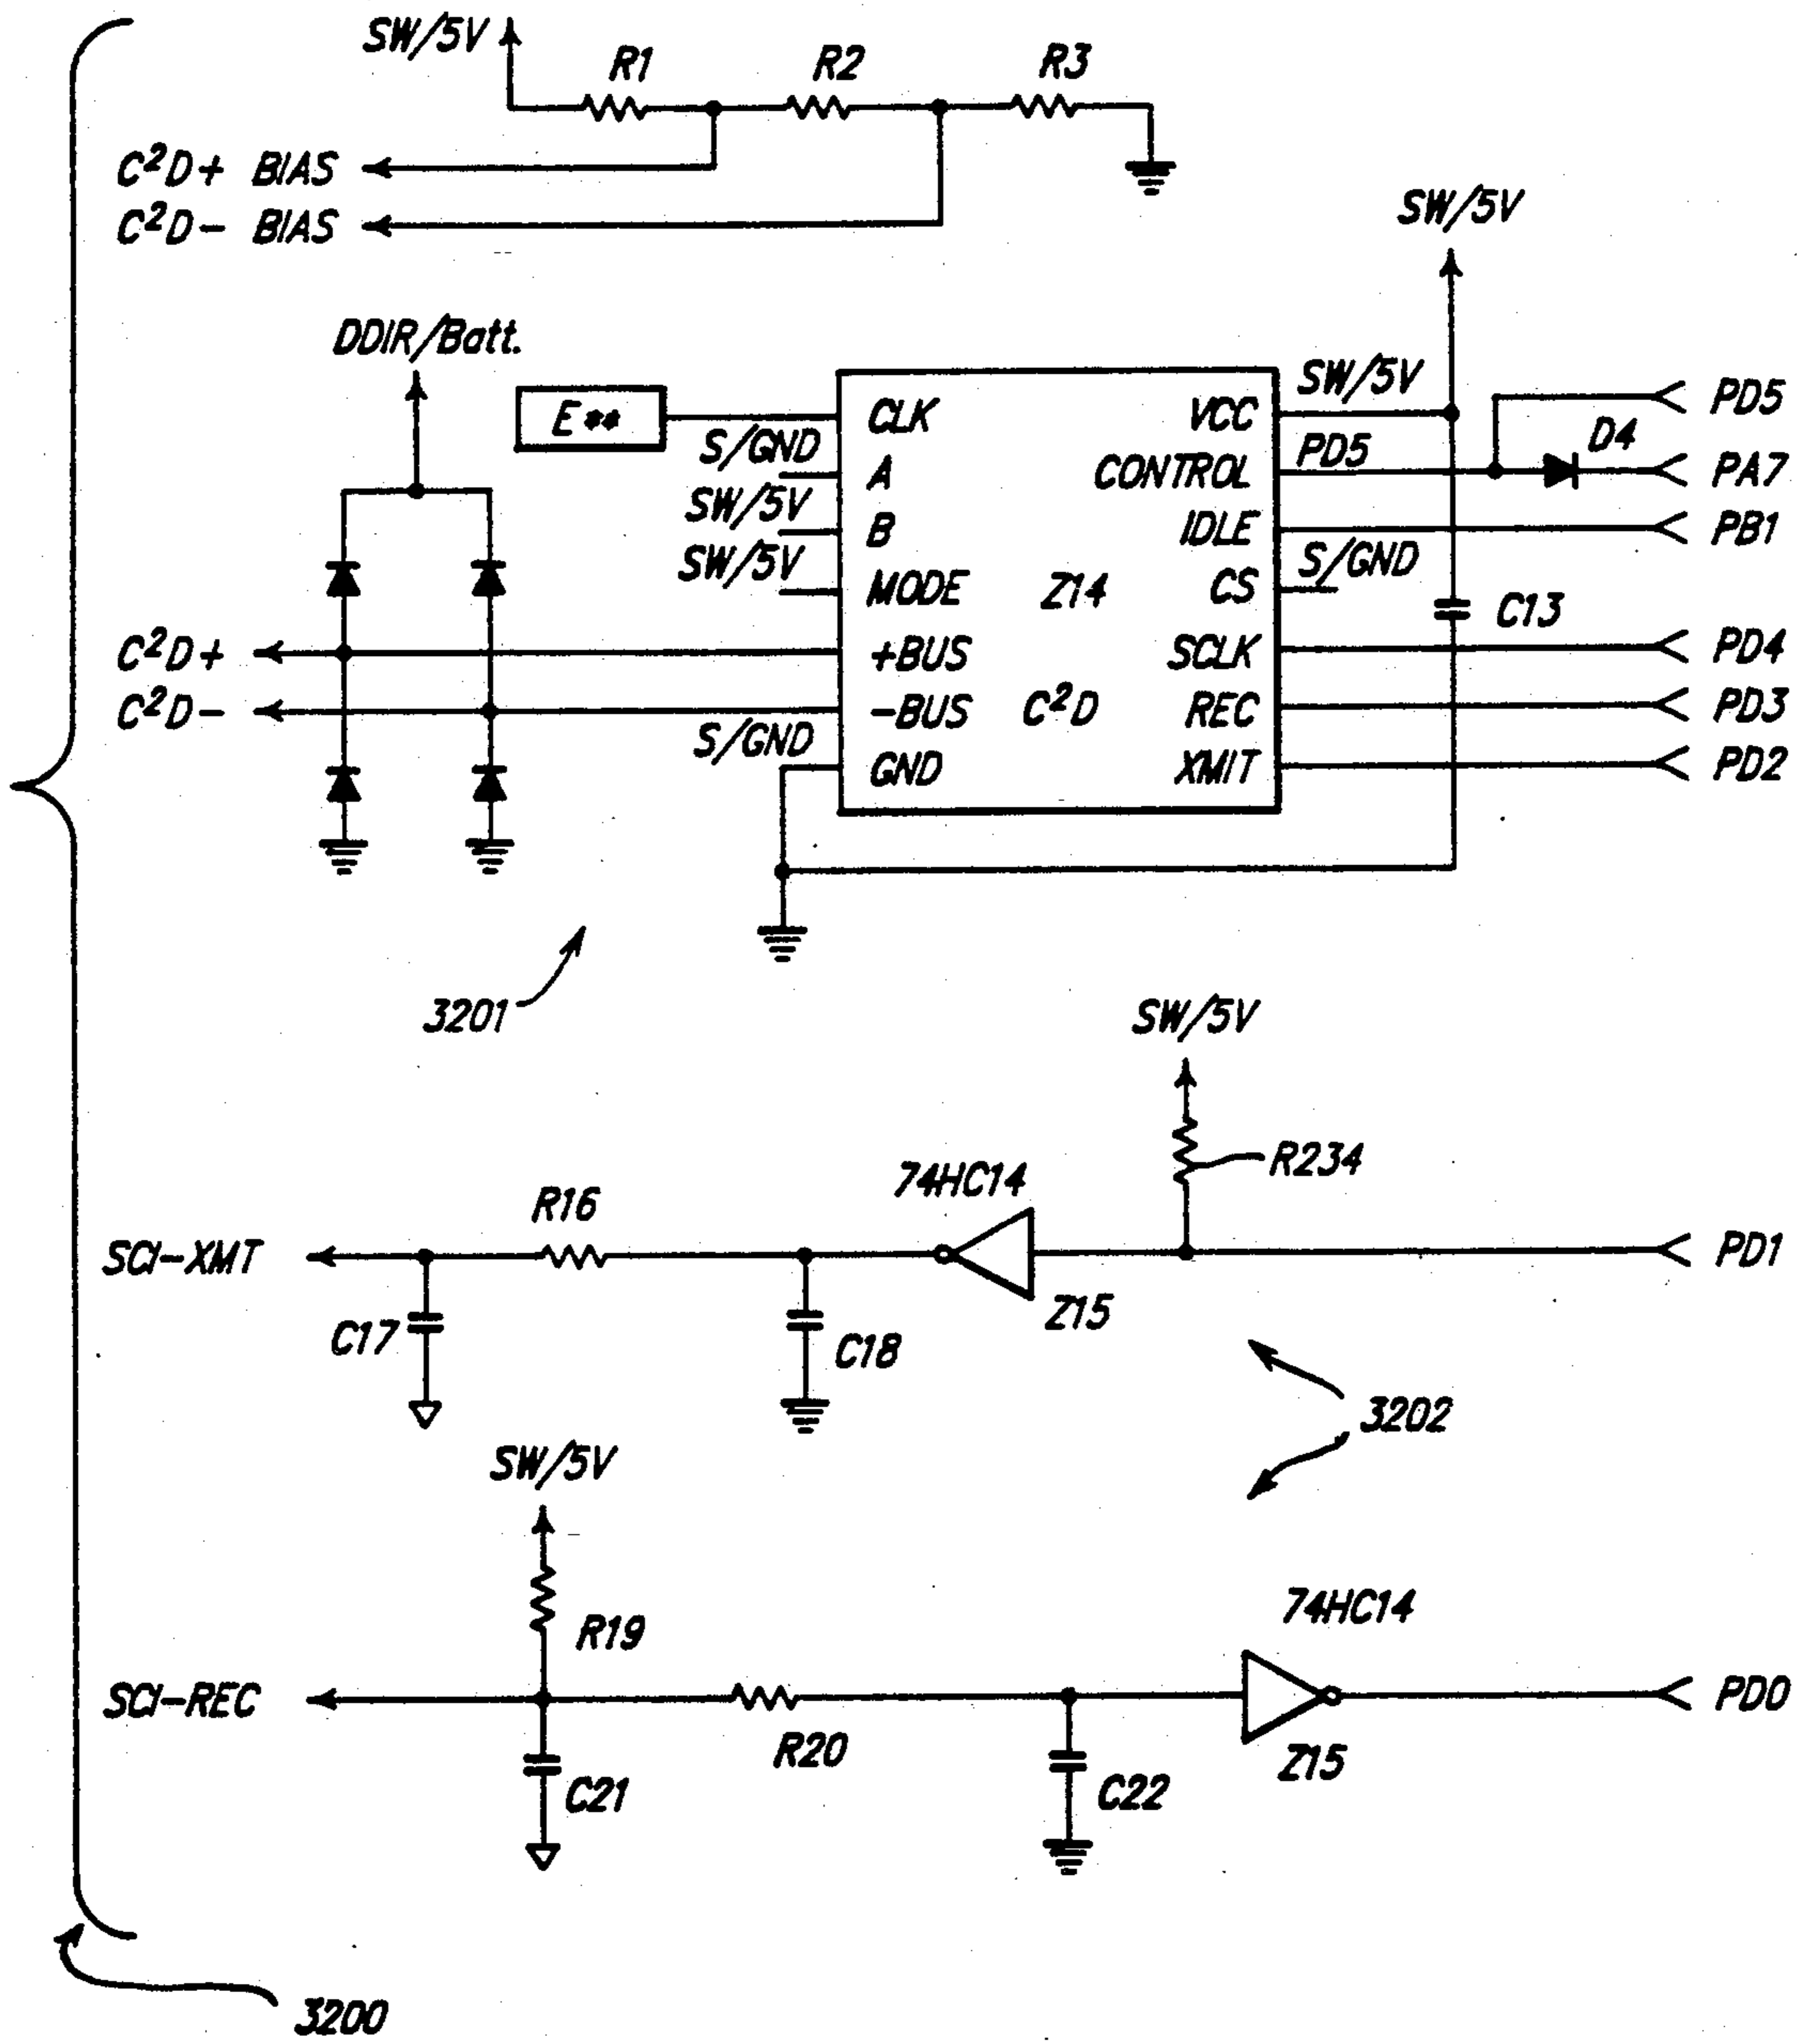 SW/5V
R1
R2
R3
C²D+ BIAS
C²D- BIAS
SW/5V
DDIR/Batt.
E**
CLK
VCC
SW/5V
PD5
S/GND
A
CONTROL
PD5
D4
PA7
SW/5V
B
IDLE
PB1
SW/5V
MODE
Z14
CS
S/GND
C13
C²D+
+BUS
SCLK
PD4
C²D-
-BUS
C²D
REC
PD3
S/GND
GND
XMIT
PD2
3201
SW/5V
R234
74HC14
R16
SCI-XMT
PD1
Z15
C17
C18
3202
SW/5V
R19
74HC14
SCI-REC
PD0
R20
Z15
C21
C22
3200